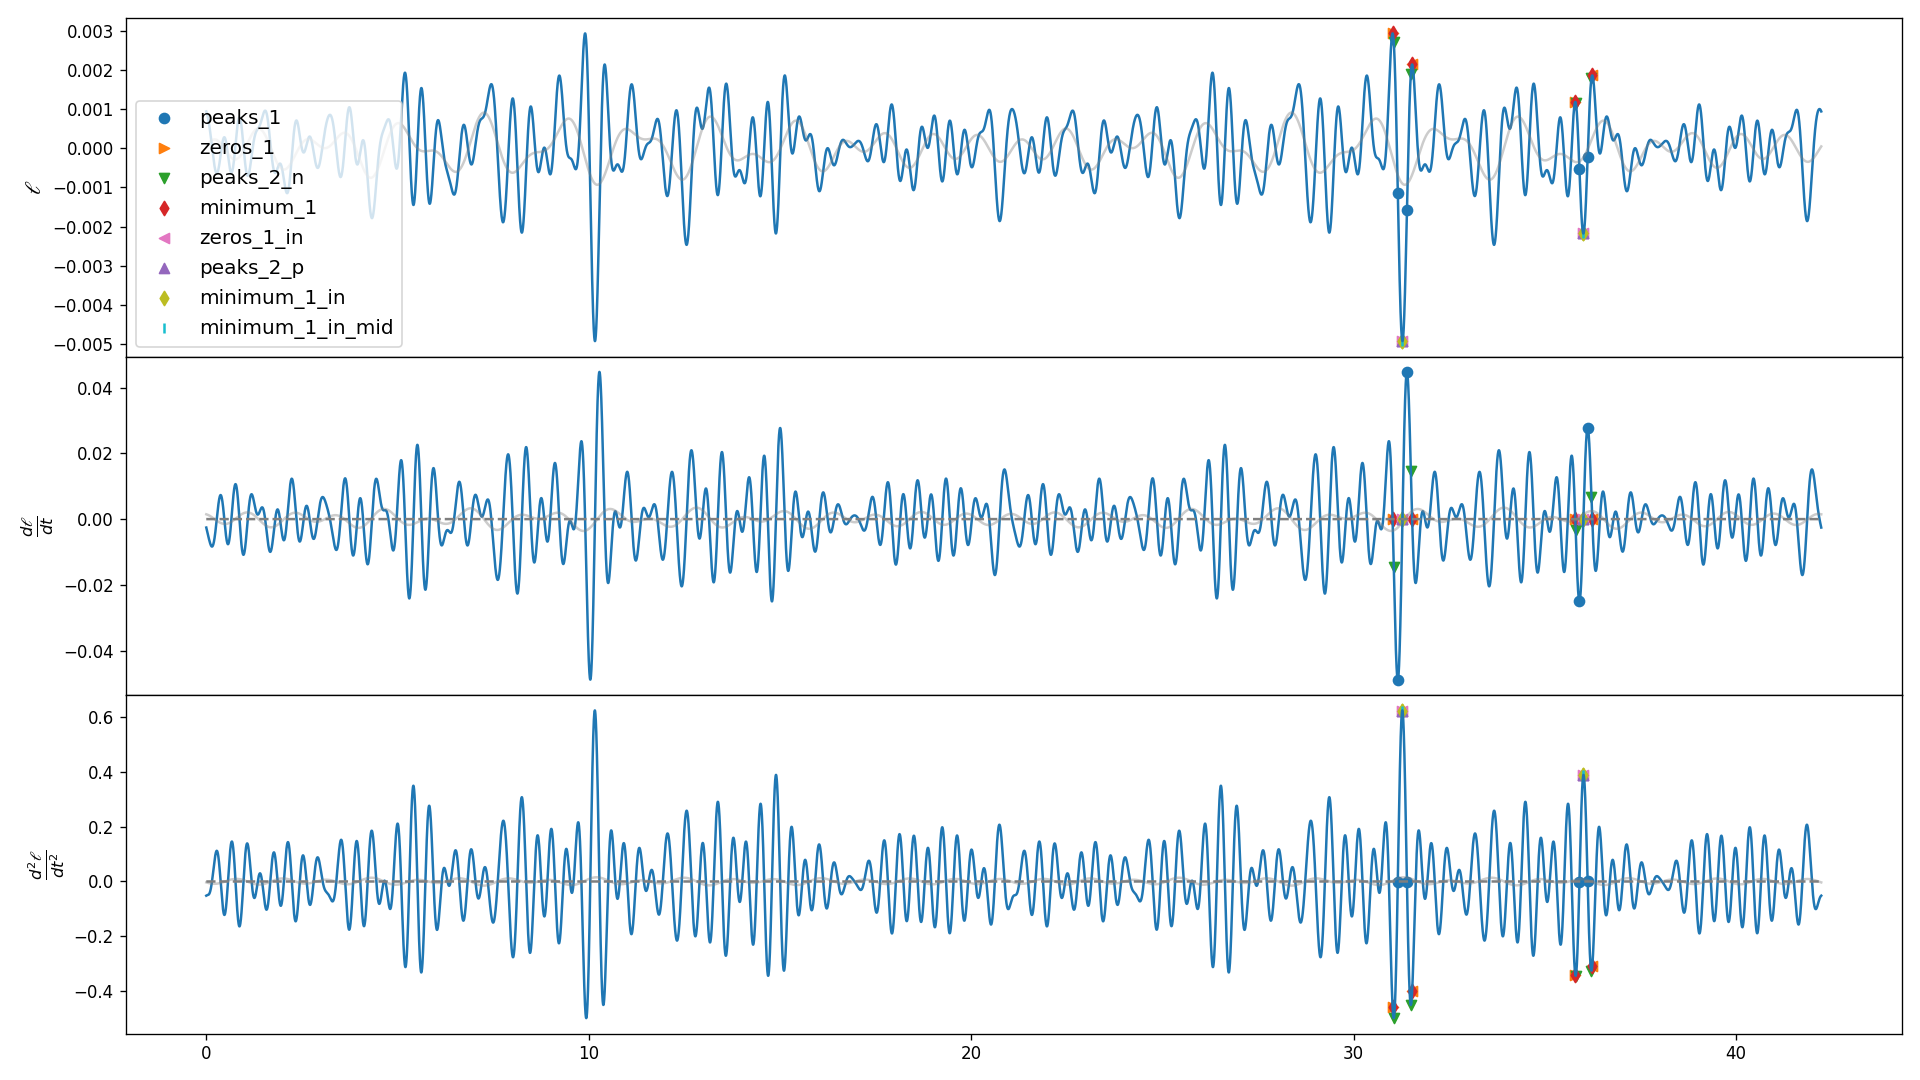 0.003
0.002
0.001
0.000
−0.001
−0.002
−0.003
−0.004
−0.005
ℓ
peaks_1
zeros_1
peaks_2_n
minimum_1
zeros_1_in
peaks_2_p
minimum_1_in
minimum_1_in_mid
0.04
0.02
0.00
−0.02
−0.04
dℓ
dt
0.6
0.4
0.2
0.0
−0.2
−0.4
d²ℓ
dt²
0 10 20 30 40